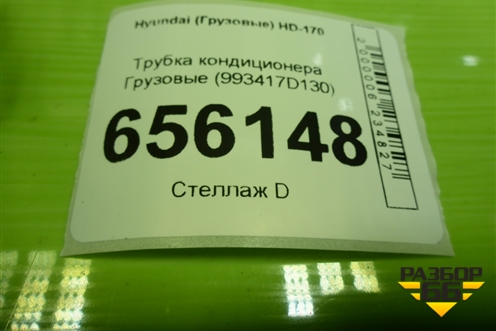 Hyundai (Грузовые) HD-170
Трубка кондиционера
Грузовые (993417D130)
656148
Стеллаж D
2000006234827
РАЗБОР
66